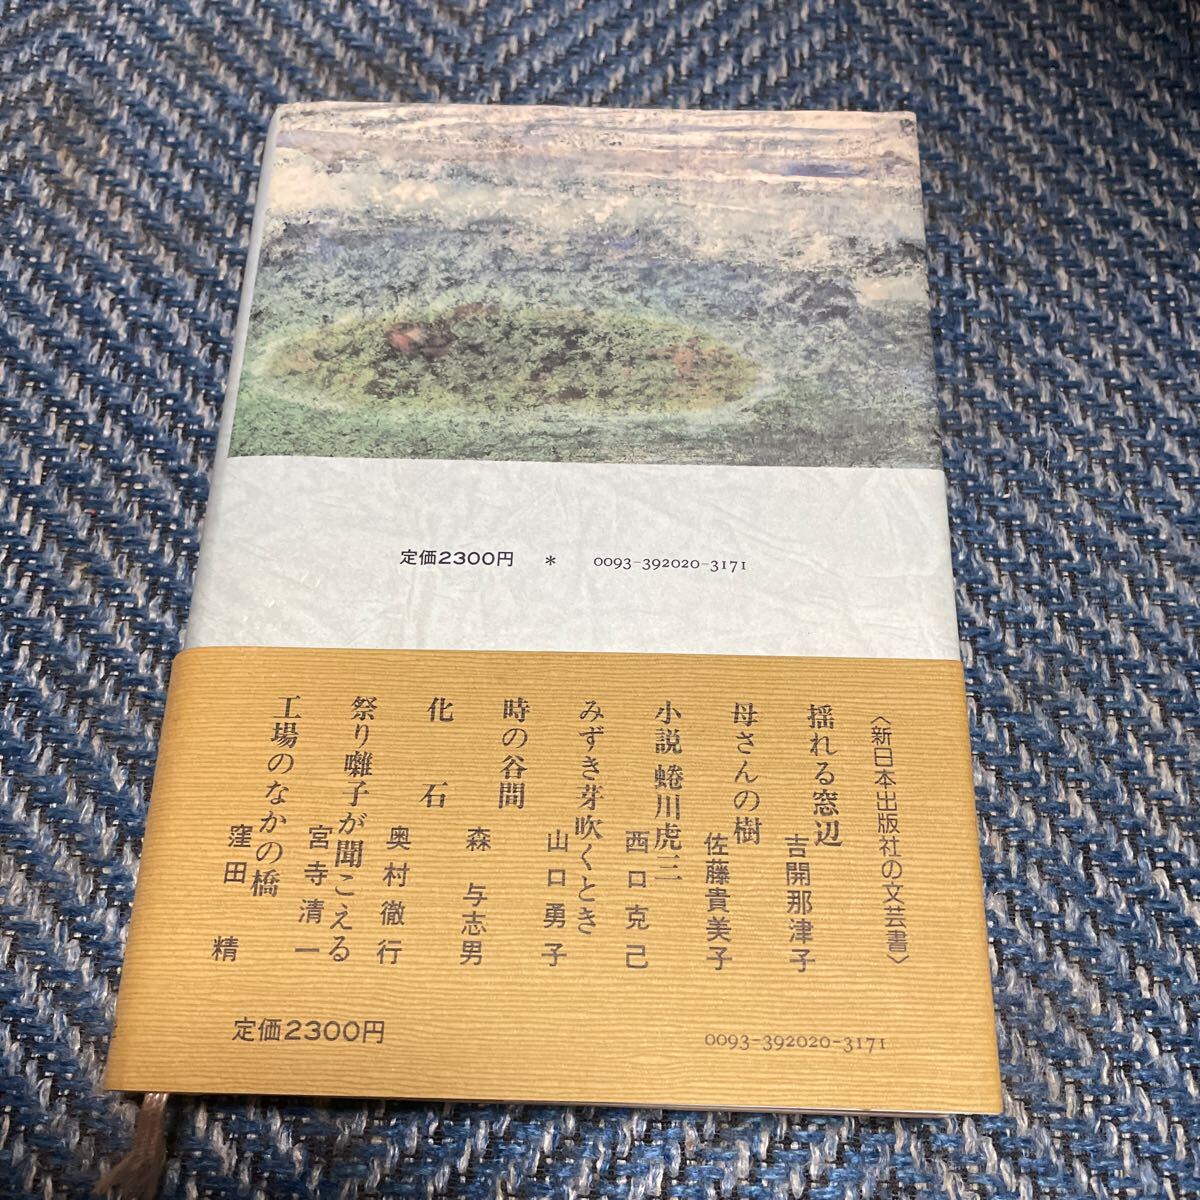 定価2300円 * 0093-392020-3171
〈新日本出版社の文芸書〉
揺れる窓辺
吉開那津子
母さんの樹
佐藤貴美子
小説 蜷川虎三
西口克己
みずき芽吹くとき
山口勇子
時の谷間
森 与志男
化石
奥村徹行
祭り囃子が聞こえる
宮寺清一
工場のなかの橋
窪田 精
定価2300円
0093-392020-3171